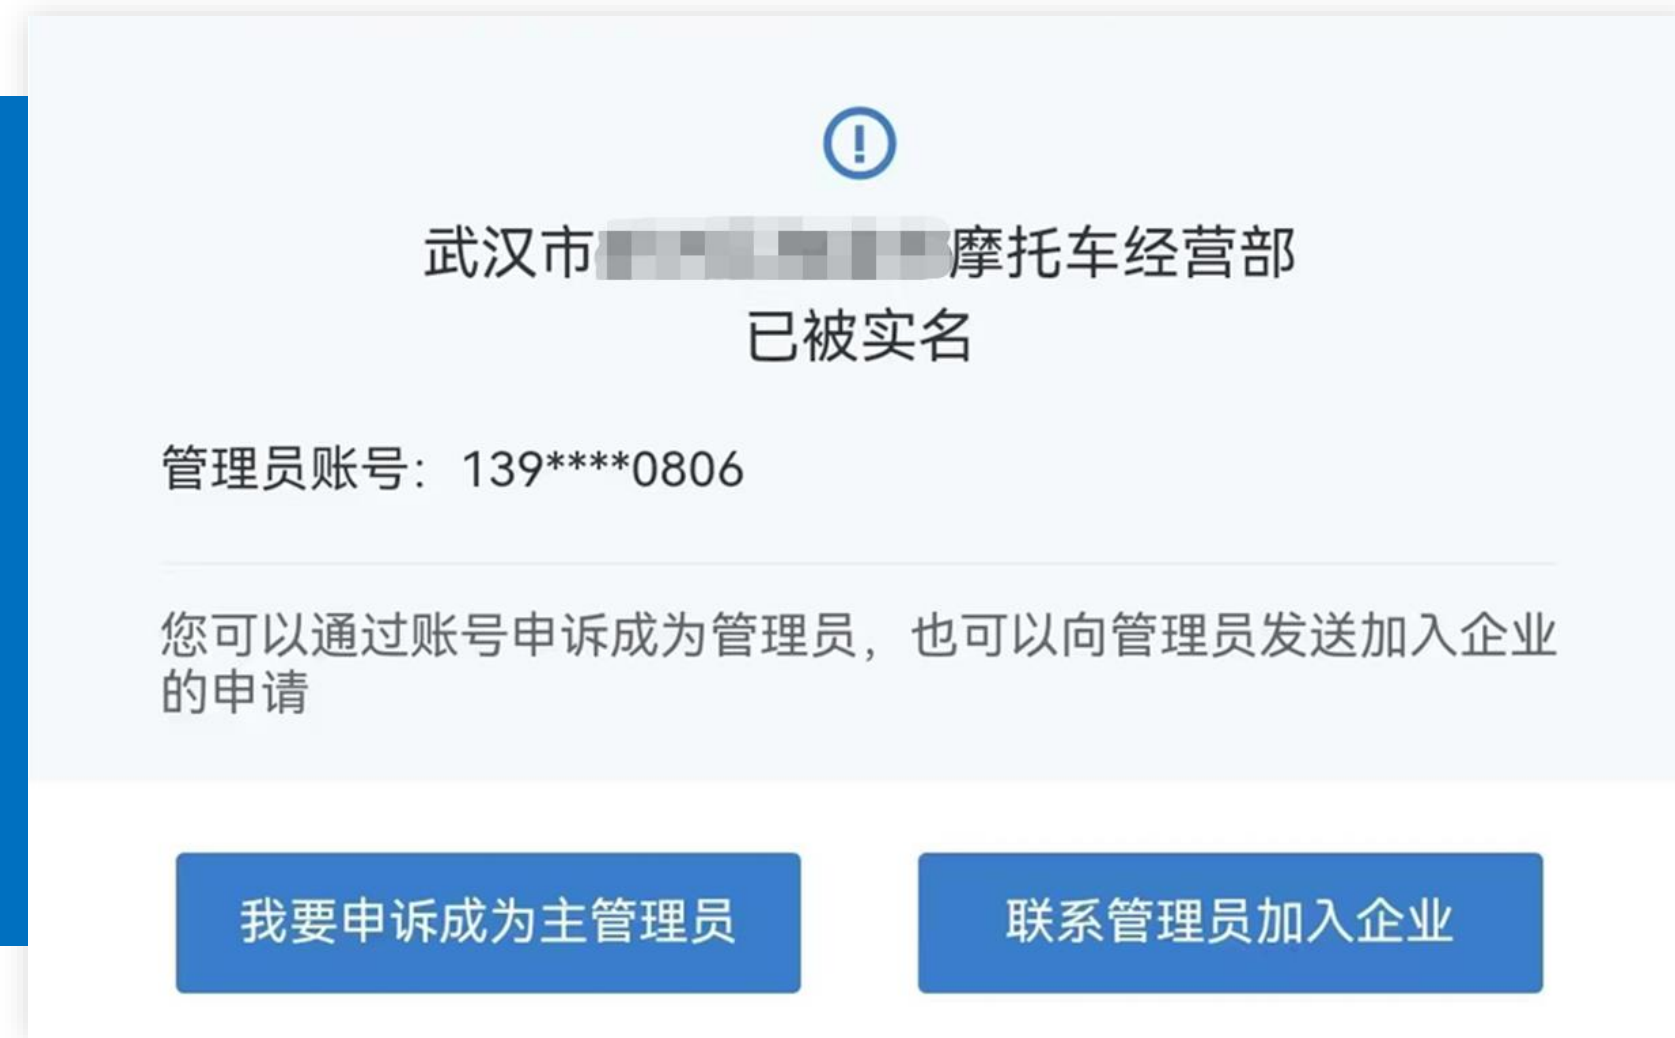 武汉市摩托车经营部
已被实名
管理员账号：139****0806
您可以通过账号申诉成为管理员，也可以向管理员发送加入企业
的申请
我要申诉成为主管理员
联系管理员加入企业